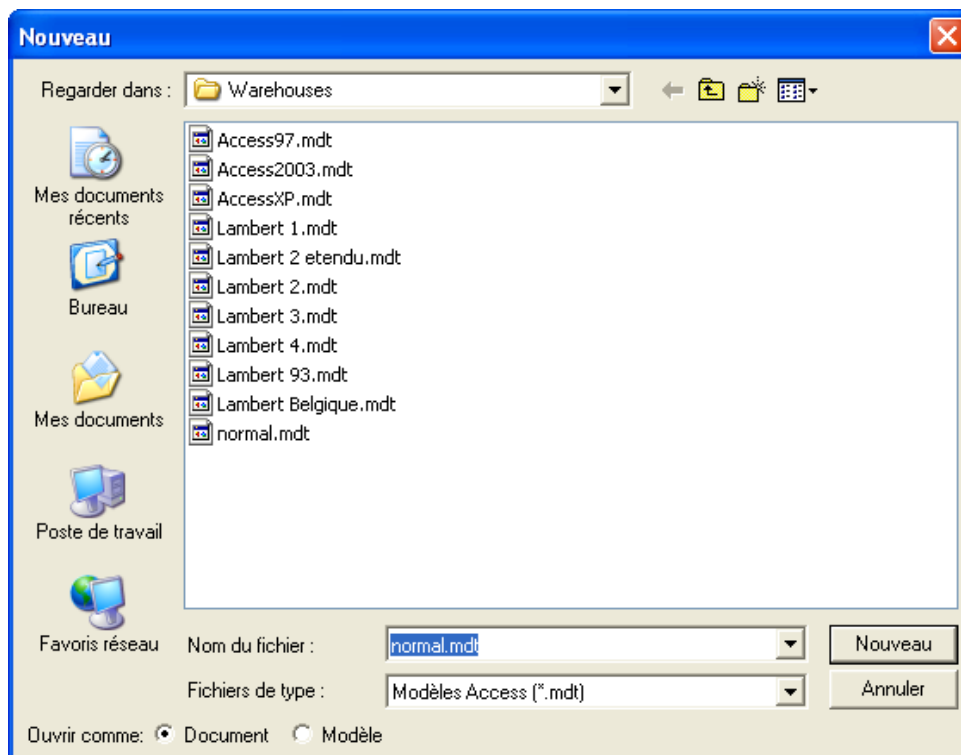 Nouveau
Regarder dans :
Warehouses
Mes documents
récents
Bureau
Mes documents
Poste de travail
Favoris réseau
Access97.mdt
Access2003.mdt
AccessXP.mdt
Lambert 1.mdt
Lambert 2 etendu.mdt
Lambert 2.mdt
Lambert 3.mdt
Lambert 4.mdt
Lambert 93.mdt
Lambert Belgique.mdt
normal.mdt
Nom du fichier :
normal.mdt
Nouveau
Fichiers de type :
Modèles Access (*.mdt)
Annuler
Ouvrir comme: Document Modèle